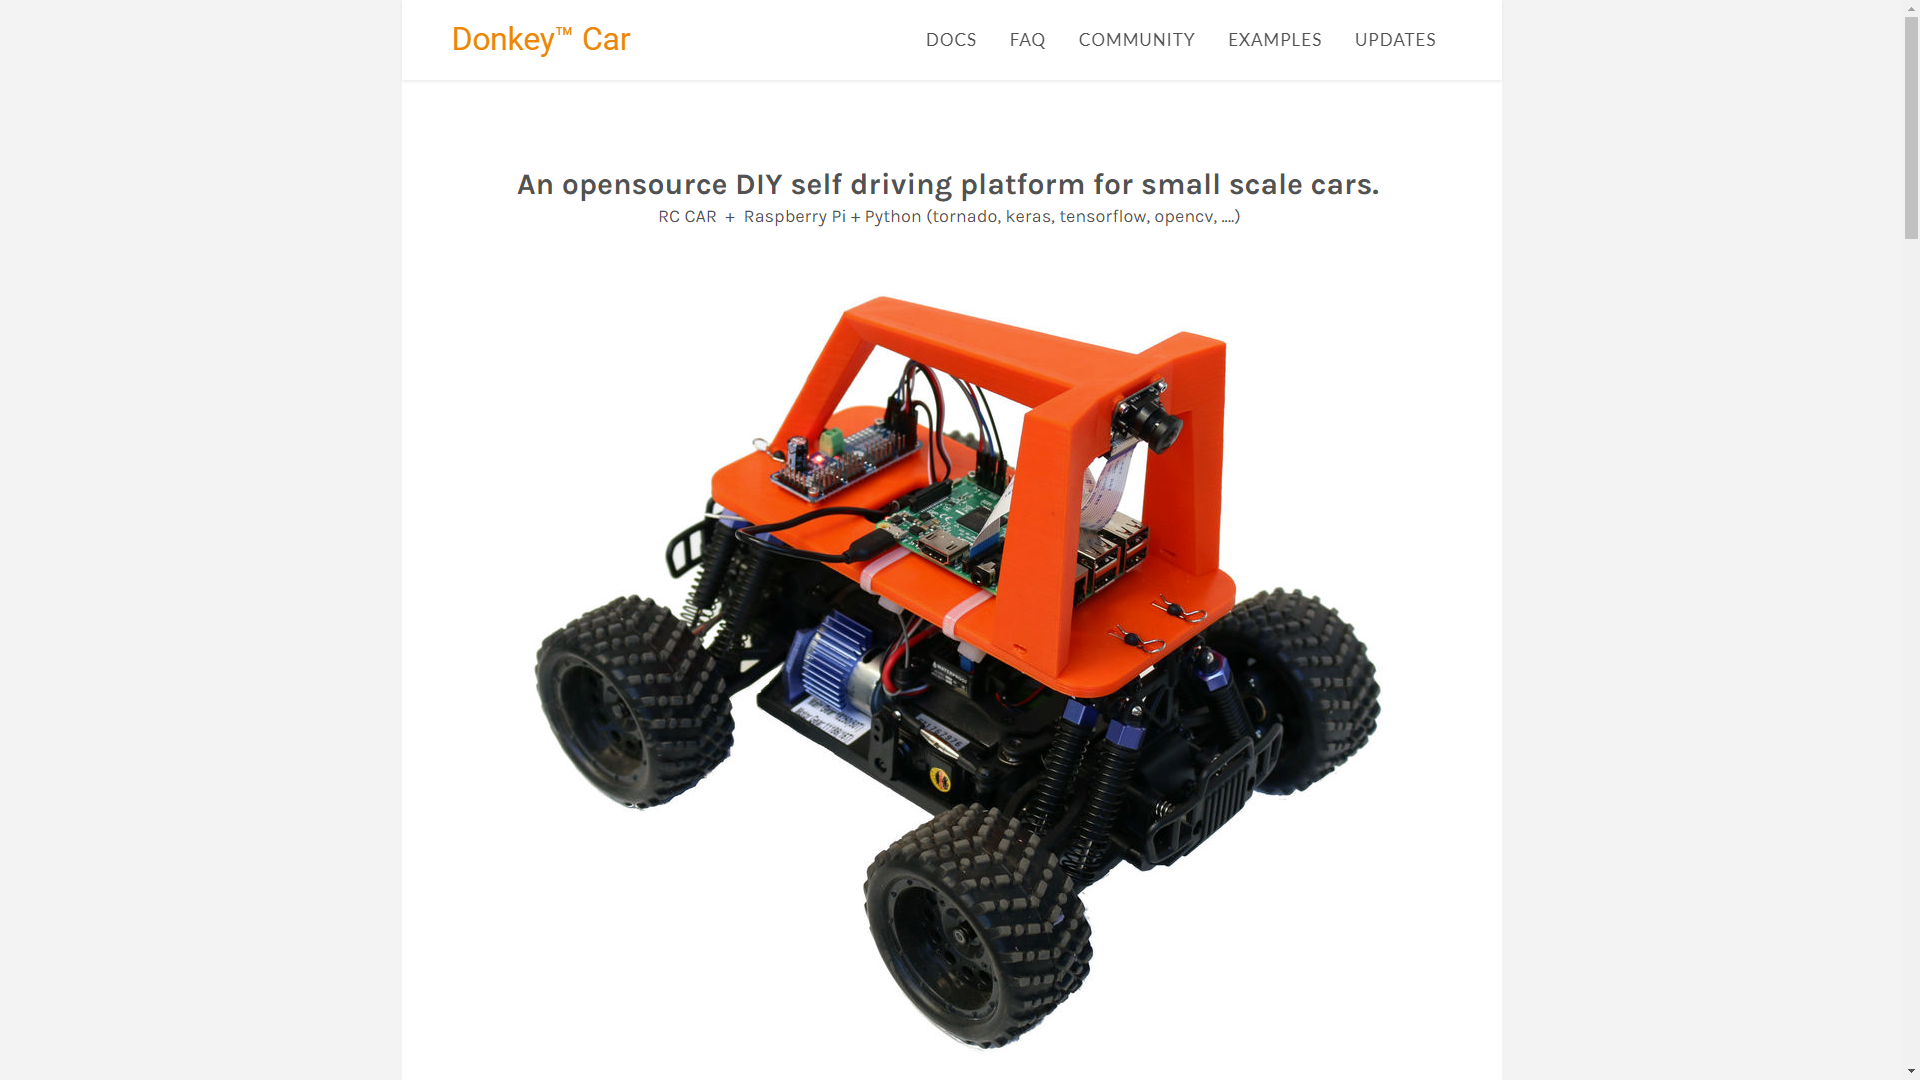 Donkey™ Car
DOCS
FAQ
COMMUNITY
EXAMPLES
UPDATES
An opensource DIY self driving platform for small scale cars.
RC CAR + Raspberry Pi + Python (tornado, keras, tensorflow, opencv, ....)